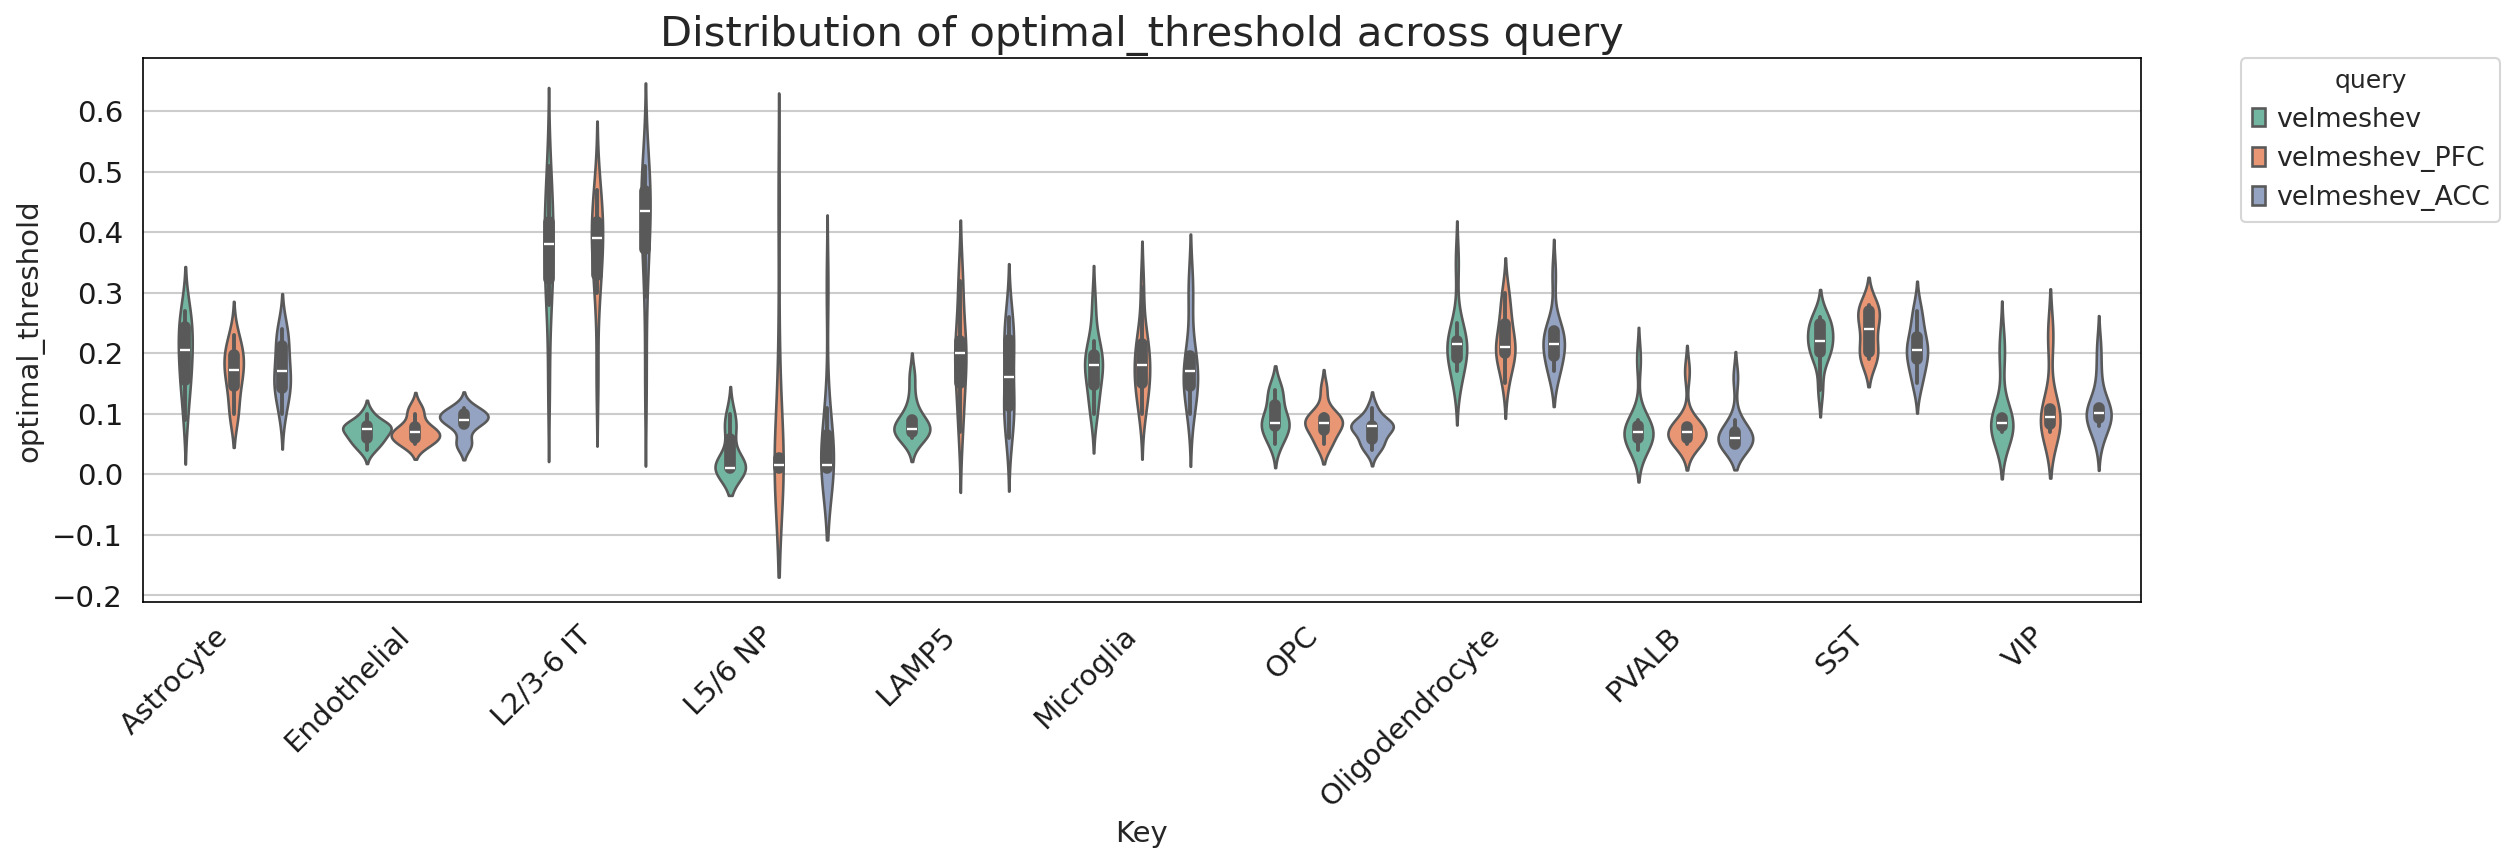 Distribution of optimal_threshold across query
optimal_threshold
0.6
0.5
0.4
0.3
0.2
0.1
0.0
−0.1
−0.2
Astrocyte
Endothelial
L2/3-6 IT
L5/6 NP
LAMP5
Microglia
OPC
Oligodendrocyte
PVALB
SST
VIP
Key
query
velmeshev
velmeshev_PFC
velmeshev_ACC